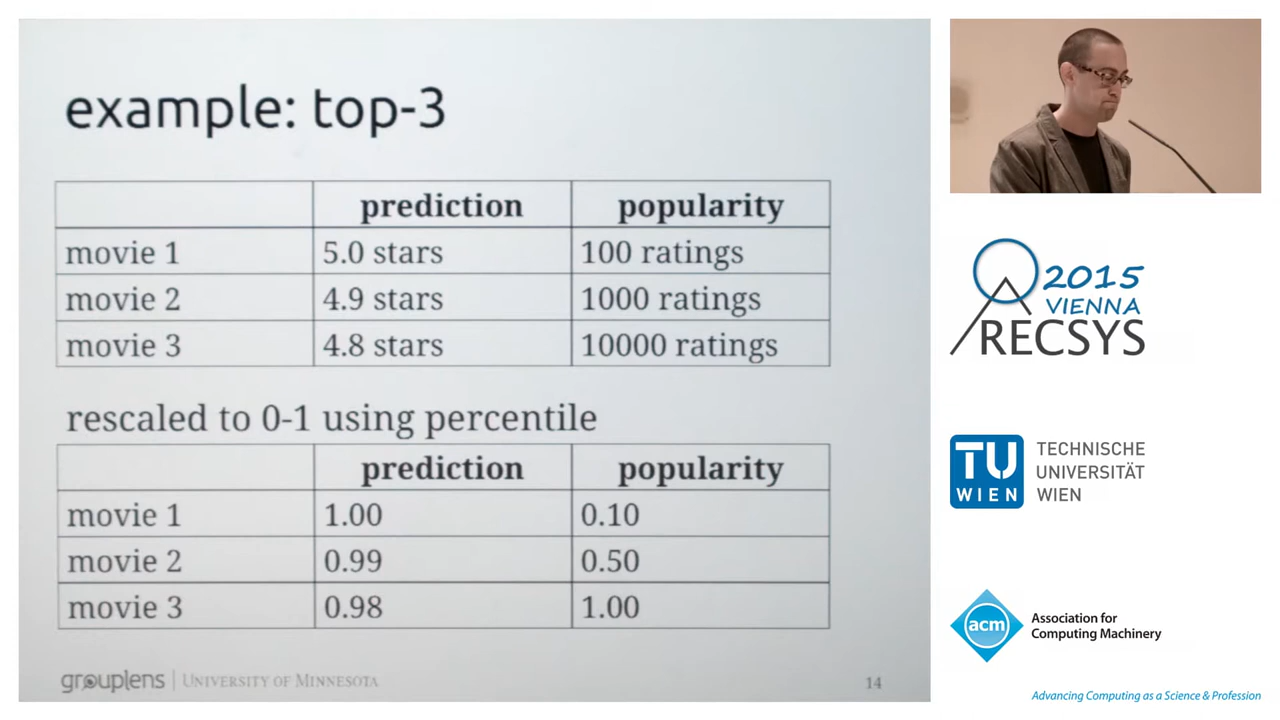 example: top-3
prediction popularity
movie 1 5.0 stars 100 ratings
movie 2 4.9 stars 1000 ratings
movie 3 4.8 stars 10000 ratings
rescaled to 0-1 using percentile
prediction popularity
movie 1 1.00 0.10
movie 2 0.99 0.50
movie 3 0.98 1.00
grouplens | UNIVERSITY OF MINNESOTA 14
2015
VIENNA
RECSYS
TU
WIEN
TECHNISCHE
UNIVERSITÄT
WIEN
acm
Association for
Computing Machinery
Advancing Computing as a Science & Profession